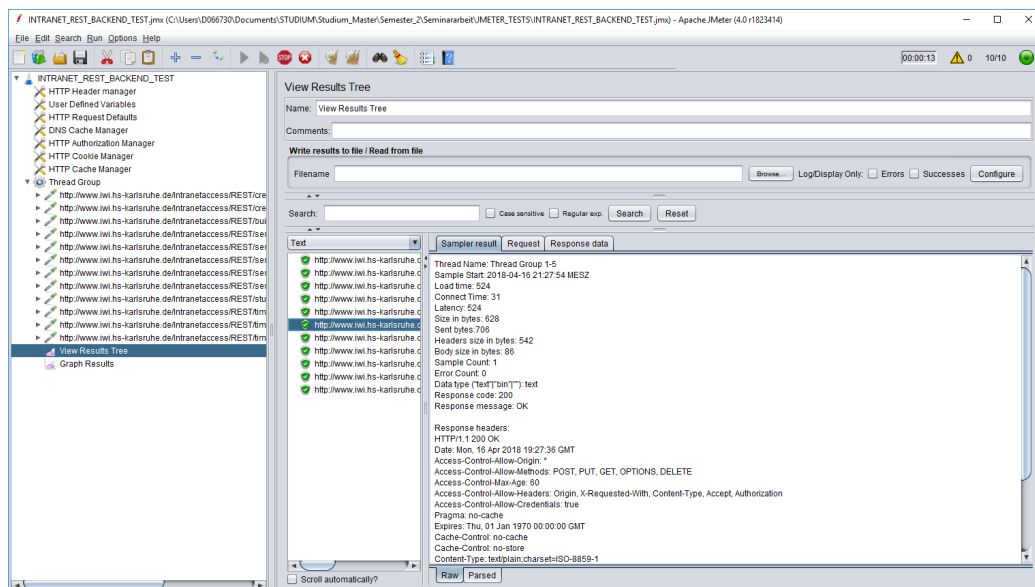 INTRANET_REST_BACKEND_TEST.jmx (C:\Users\D066730\Documents\STUDIUM\Studium_Master\Semester_2\Seminararbeit\JMETER_TESTS\INTRANET_REST_BACKEND_TEST.jmx) - Apache JMeter (4.0 r1823414)
File Edit Search Run Options Help
STOP
00:00:13 0 10/10
INTRANET_REST_BACKEND_TEST
HTTP Header manager
User Defined Variables
HTTP Request Defaults
DNS Cache Manager
HTTP Authorization Manager
HTTP Cookie Manager
HTTP Cache Manager
Thread Group
http://www.iwi.hs-karlsruhe.de/Intranetaccess/REST/cre
http://www.iwi.hs-karlsruhe.de/Intranetaccess/REST/cre
http://www.iwi.hs-karlsruhe.de/Intranetaccess/REST/bui
http://www.iwi.hs-karlsruhe.de/Intranetaccess/REST/ser
http://www.iwi.hs-karlsruhe.de/Intranetaccess/REST/ser
http://www.iwi.hs-karlsruhe.de/Intranetaccess/REST/ser
http://www.iwi.hs-karlsruhe.de/Intranetaccess/REST/ser
http://www.iwi.hs-karlsruhe.de/Intranetaccess/REST/ser
http://www.iwi.hs-karlsruhe.de/Intranetaccess/REST/stu
http://www.iwi.hs-karlsruhe.de/Intranetaccess/REST/tim
http://www.iwi.hs-karlsruhe.de/Intranetaccess/REST/tim
http://www.iwi.hs-karlsruhe.de/Intranetaccess/REST/tim
View Results Tree
Graph Results
View Results Tree
Name: View Results Tree
Comments:
Write results to file / Read from file
Filename Browse... Log/Display Only: Errors Successes Configure
Search: Case sensitive Regular exp. Search Reset
Text
http://www.iwi.hs-karlsruhe.d
http://www.iwi.hs-karlsruhe.d
http://www.iwi.hs-karlsruhe.d
http://www.iwi.hs-karlsruhe.d
http://www.iwi.hs-karlsruhe.d
http://www.iwi.hs-karlsruhe.d
http://www.iwi.hs-karlsruhe.d
http://www.iwi.hs-karlsruhe.d
http://www.iwi.hs-karlsruhe.d
http://www.iwi.hs-karlsruhe.d
http://www.iwi.hs-karlsruhe.d
Scroll automatically?
Sampler result Request Response data
Thread Name: Thread Group 1-5
Sample Start: 2018-04-16 21:27:54 MESZ
Load time: 524
Connect Time: 31
Latency: 524
Size in bytes: 628
Sent bytes:706
Headers size in bytes: 542
Body size in bytes: 86
Sample Count: 1
Error Count: 0
Data type ("text"|"bin"|""): text
Response code: 200
Response message: OK
Response headers:
HTTP/1.1 200 OK
Date: Mon, 16 Apr 2018 19:27:36 GMT
Access-Control-Allow-Origin: *
Access-Control-Allow-Methods: POST, PUT, GET, OPTIONS, DELETE
Access-Control-Max-Age: 60
Access-Control-Allow-Headers: Origin, X-Requested-With, Content-Type, Accept, Authorization
Access-Control-Allow-Credentials: true
Pragma: no-cache
Expires: Thu, 01 Jan 1970 00:00:00 GMT
Cache-Control: no-cache
Cache-Control: no-store
Content-Type: text/plain;charset=ISO-8859-1
Raw Parsed